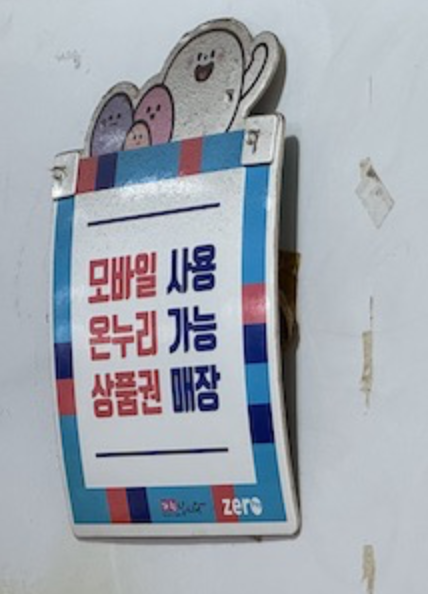 모바일 사용
온누리 가능
상품권 매장
zero